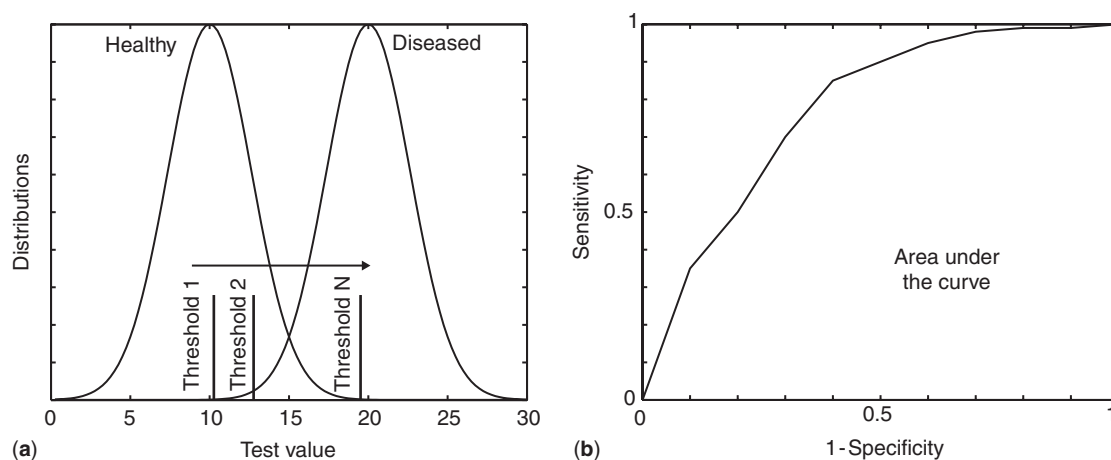 Healthy
Diseased
Distributions
Threshold 1
Threshold 2
Threshold N
0 5 10 15 20 25 30
(a) Test value
1
0.5
0
Sensitivity
Area under
the curve
0 0.5 1
(b) 1-Specificity